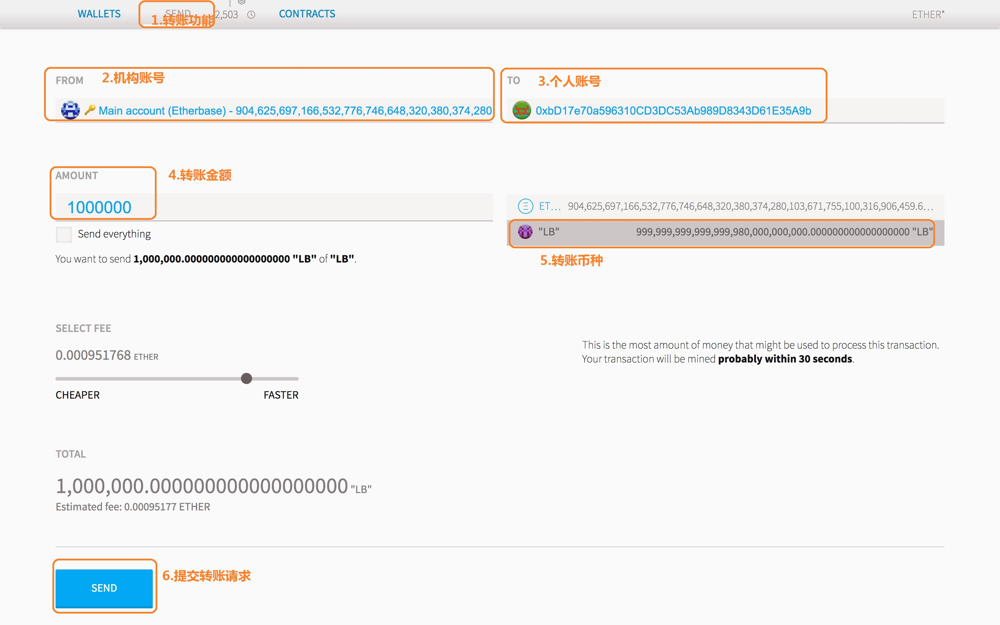 WALLETS
SEND
2,503
CONTRACTS
ETHER*
1.转账功能
FROM
2.机构账号
TO
3.个人账号
Main account (Etherbase) - 904,625,697,166,532,776,746,648,320,380,374,280
0xbD17e70a596310CD3DC53Ab989D8343D61E35A9b
AMOUNT
4.转账金额
1000000
ET… 904,625,697,166,532,776,746,648,320,380,374,280,103,671,755,100,316,906,459.6…
"LB" 999,999,999,999,999,980,000,000,000.000000000000000000 "LB"
Send everything
You want to send 1,000,000.000000000000000000 "LB" of "LB".
5.转账币种
SELECT FEE
0.000951768 ETHER
This is the most amount of money that might be used to process this transaction.
Your transaction will be mined probably within 30 seconds.
CHEAPER
FASTER
TOTAL
1,000,000.000000000000000000 "LB"
Estimated fee: 0.00095177 ETHER
SEND
6.提交转账请求